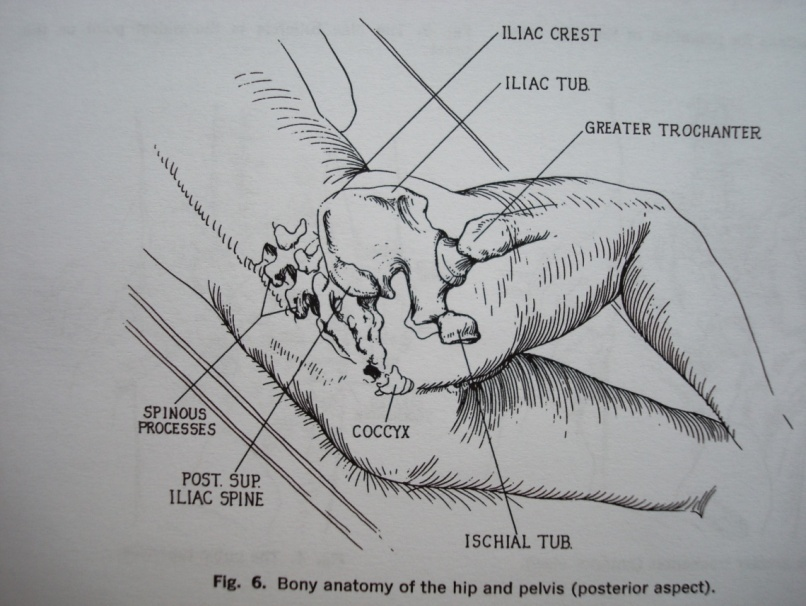 ILIAC CREST
ILIAC TUB.
GREATER TROCHANTER
SPINOUS
PROCESSES
COCCYX
POST. SUP.
ILIAC SPINE
ISCHIAL TUB.
Fig. 6. Bony anatomy of the hip and pelvis (posterior aspect).